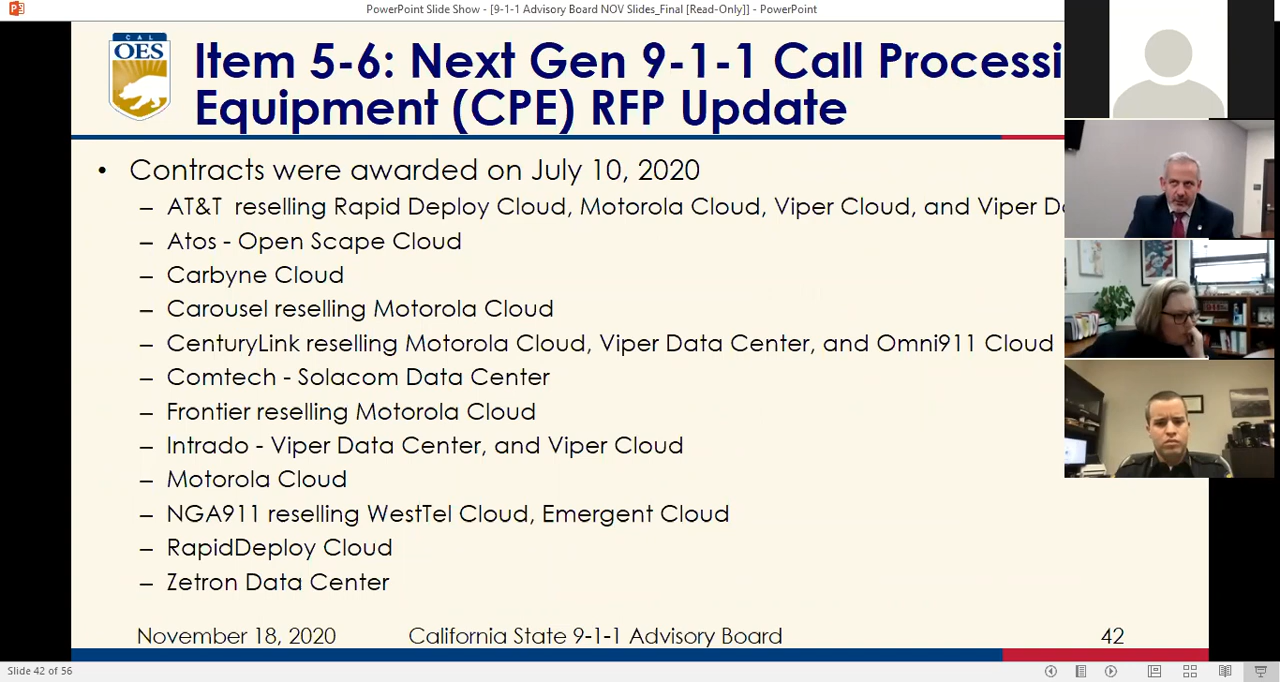 PowerPoint Slide Show - [9-1-1 Advisory Board NOV Slides_Final [Read-Only]] - PowerPoint
CAL
OES
Item 5-6: Next Gen 9-1-1 Call Processi
Equipment (CPE) RFP Update
• Contracts were awarded on July 10, 2020
– AT&T reselling Rapid Deploy Cloud, Motorola Cloud, Viper Cloud, and Viper
– Atos - Open Scape Cloud
– Carbyne Cloud
– Carousel reselling Motorola Cloud
– CenturyLink reselling Motorola Cloud, Viper Data Center, and Omni911 Cloud
– Comtech - Solacom Data Center
– Frontier reselling Motorola Cloud
– Intrado - Viper Data Center, and Viper Cloud
– Motorola Cloud
– NGA911 reselling WestTel Cloud, Emergent Cloud
– RapidDeploy Cloud
– Zetron Data Center
November 18, 2020 California State 9-1-1 Advisory Board 42
Slide 42 of 56